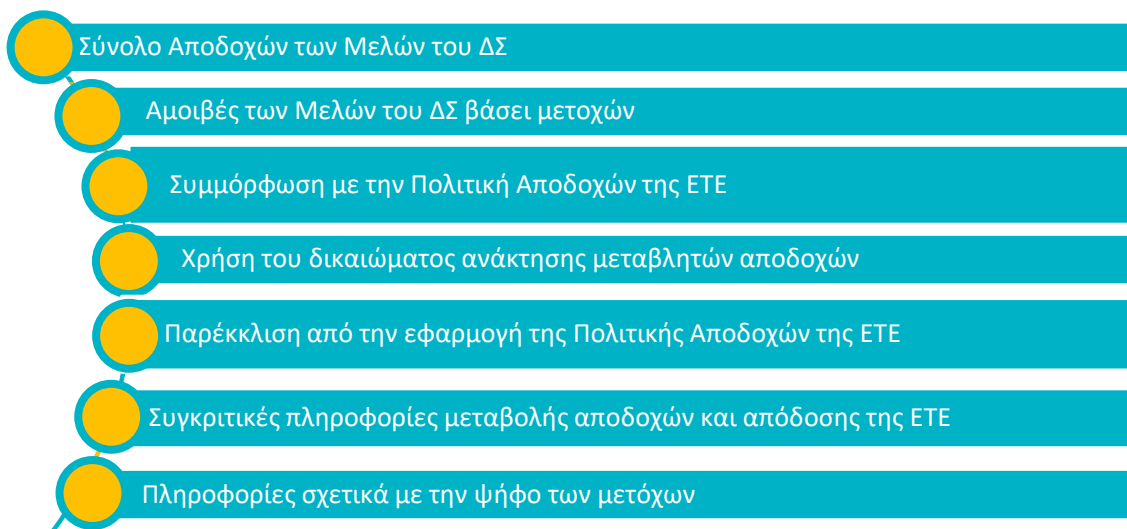 Σύνολο Αποδοχών των Μελών του ΔΣ
Αμοιβές των Μελών του ΔΣ βάσει μετοχών
Συμμόρφωση με την Πολιτική Αποδοχών της ΕΤΕ
Χρήση του δικαιώματος ανάκτησης μεταβλητών αποδοχών
Παρέκκλιση από την εφαρμογή της Πολιτικής Αποδοχών της ΕΤΕ
Συγκριτικές πληροφορίες μεταβολής αποδοχών και απόδοσης της ΕΤΕ
Πληροφορίες σχετικά με την ψήφο των μετόχων